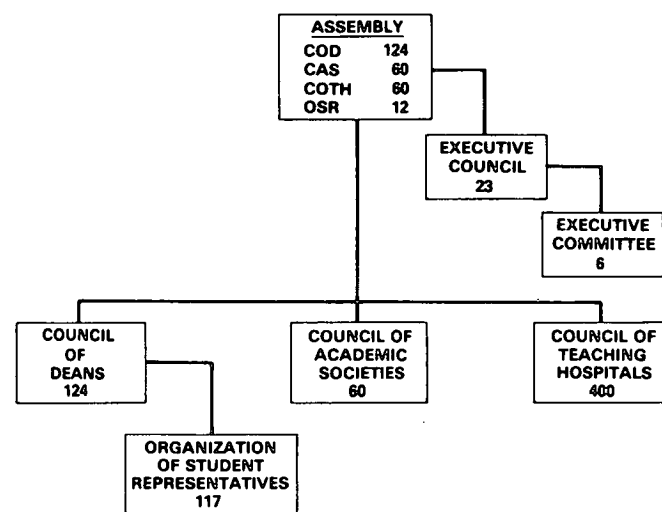 ASSEMBLY
COD 124
CAS 60
COTH 60
OSR 12
EXECUTIVE
COUNCIL
23
EXECUTIVE
COMMITTEE
6
COUNCIL
OF
DEANS
124
COUNCIL OF
ACADEMIC
SOCIETIES
60
COUNCIL OF
TEACHING
HOSPITALS
400
ORGANIZATION
OF STUDENT
REPRESENTATIVES
117